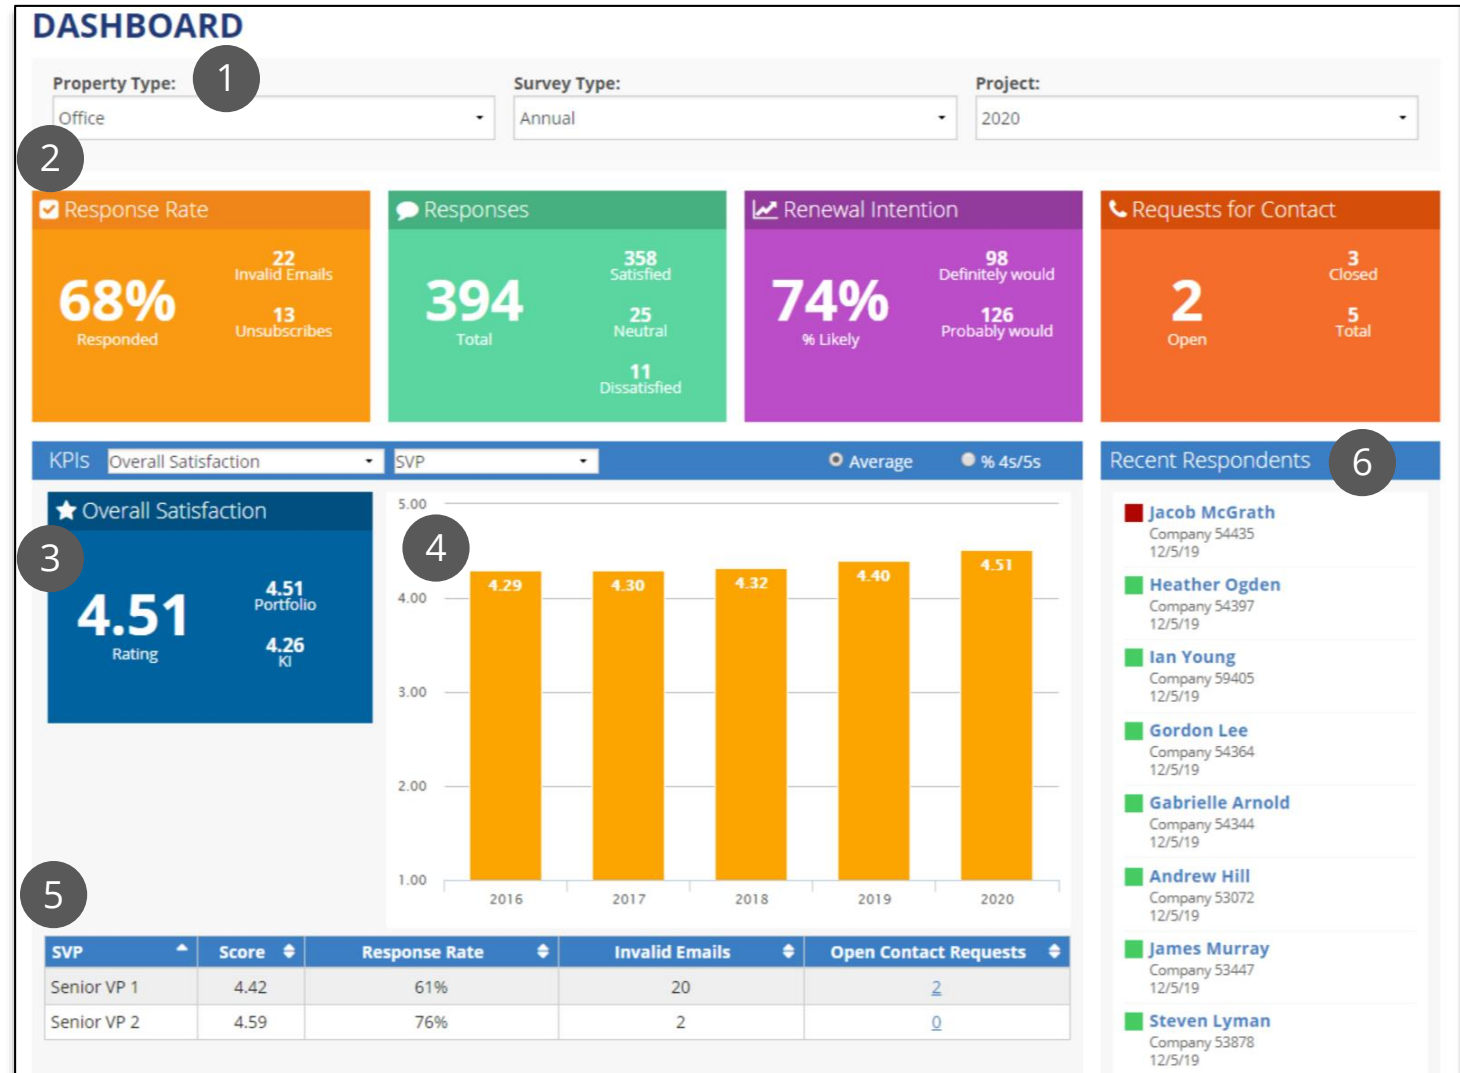 DASHBOARD
1
Property Type:
Survey Type:
Project:
Office
Annual
2020
2
Response Rate
68%
Responded
22
Invalid Emails
13
Unsubscribes
Responses
394
Total
358
Satisfied
25
Neutral
11
Dissatisfied
Renewal Intention
74%
% Likely
98
Definitely would
126
Probably would
Requests for Contact
2
Open
3
Closed
5
Total
KPIs
Overall Satisfaction
SVP
Average
% 4s/5s
3
Overall Satisfaction
4.51
Rating
4.51
Portfolio
4.26
KI
4
5.00
4.00
3.00
2.00
1.00
4.29
4.30
4.32
4.40
4.51
2016
2017
2018
2019
2020
5
SVP Score Response Rate Invalid Emails Open Contact Requests
Senior VP 1 4.42 61% 20 2
Senior VP 2 4.59 76% 2 0
Recent Respondents
6
Jacob McGrath
Company 54435
12/5/19
Heather Ogden
Company 54397
12/5/19
Ian Young
Company 59405
12/5/19
Gordon Lee
Company 54364
12/5/19
Gabrielle Arnold
Company 54344
12/5/19
Andrew Hill
Company 53072
12/5/19
James Murray
Company 53447
12/5/19
Steven Lyman
Company 53878
12/5/19